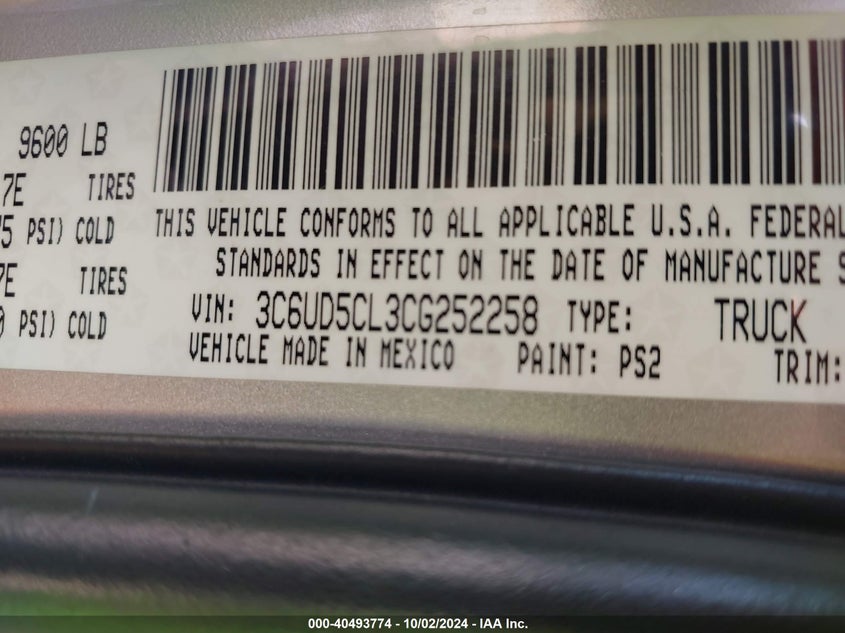 9600 LB
7E TIRES
PSI) COLD
7E TIRES
PSI) COLD
THIS VEHICLE CONFORMS TO ALL APPLICABLE U.S.A. FEDERAL
STANDARDS IN EFFECT ON THE DATE OF MANUFACTURE S
VIN: 3C6UD5CL3CG252258 TYPE: TRUCK
VEHICLE MADE IN MEXICO PAINT: PS2 TRIM:
000-40493774 - 10/02/2024 - IAA Inc.